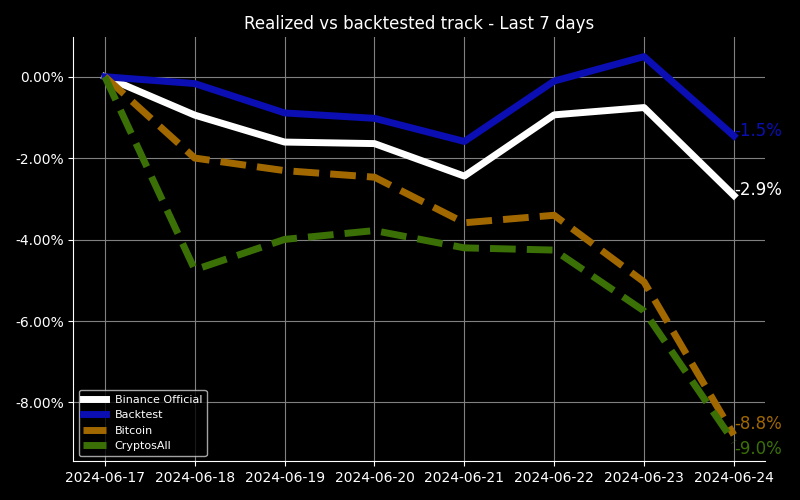 Realized vs backtested track - Last 7 days
0.00%
-2.00%
-4.00%
-6.00%
-8.00%
-1.5%
-2.9%
-8.8%
-9.0%
Binance Official
Backtest
Bitcoin
CryptosAll
2024-06-17 2024-06-18 2024-06-19 2024-06-20 2024-06-21 2024-06-22 2024-06-23 2024-06-24